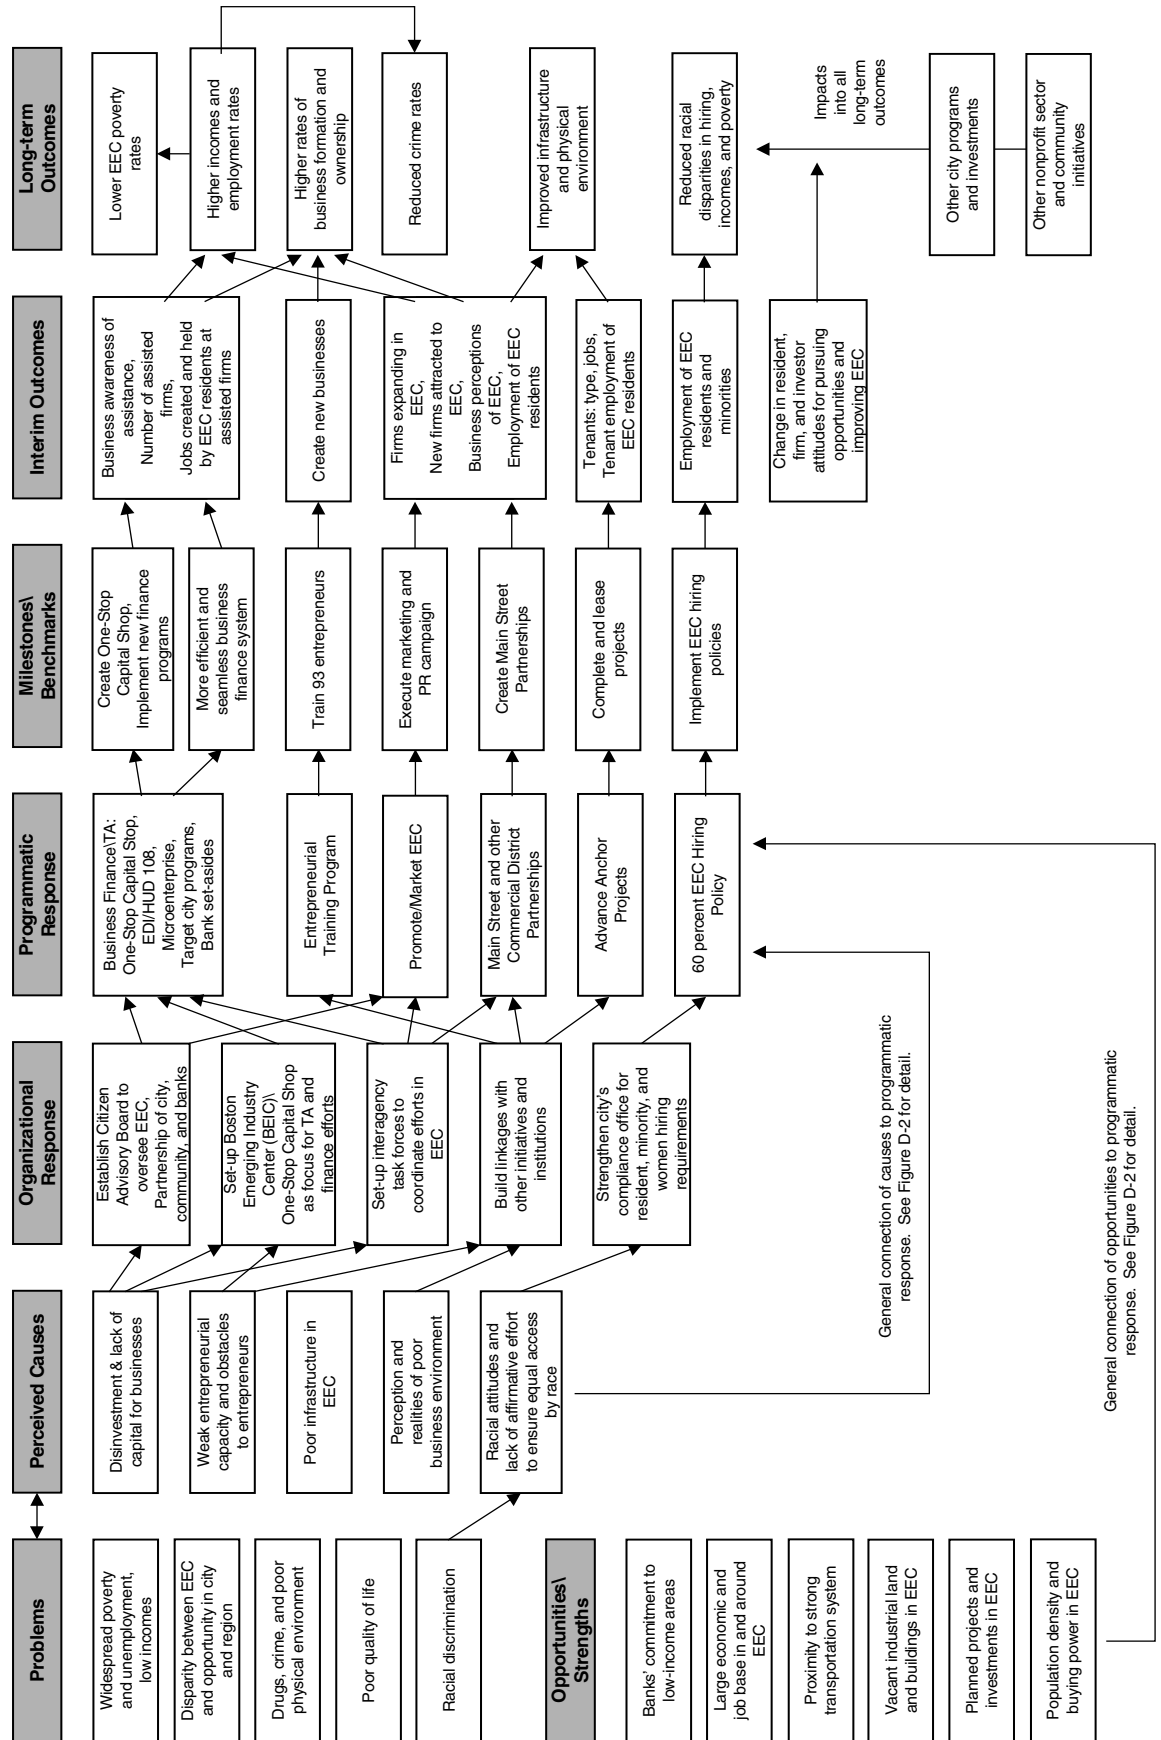 Problems
Widespread poverty
and unemployment,
low incomes
Disparity between EEC
and opportunity in city
and region
Drugs, crime, and poor
physical environment
Poor quality of life
Racial discrimination
Opportunities\
Strengths
Banks' commitment to
low-income areas
Large economic and
job base in and around
EEC
Proximity to strong
transportation system
Vacant industrial land
and buildings in EEC
Planned projects and
investments in EEC
Population density and
buying power in EEC
Perceived Causes
Disinvestment & lack of
capital for businesses
Weak entrepreneurial
capacity and obstacles
to entrepreneurs
Poor infrastructure in
EEC
Perception and
realities of poor
business environment
Racial attitudes and
lack of affirmative effort
to ensure equal access
by race
Organizational
Response
Establish Citizen
Advisory Board to
oversee EEC,
Partnership of city,
community, and banks
Set-up Boston
Emerging Industry
Center (BEIC)\
One-Stop Capital Shop
as focus for TA and
finance efforts
Set-up interagency
task forces to
coordinate efforts in
EEC
Build linkages with
other initiatives and
institutions
Strengthen city's
compliance office for
resident, minority, and
women hiring
requirements
Programmatic
Response
Business Finance\TA:
One-Stop Capital Stop,
EDI/HUD 108,
Microenterprise,
Target city programs,
Bank set-asides
Entrepreneurial
Training Program
Promote/Market EEC
Main Street and other
Commercial District
Partnerships
Advance Anchor
Projects
60 percent EEC Hiring
Policy
Milestones\
Benchmarks
Create One-Stop
Capital Shop,
Implement new finance
programs
More efficient and
seamless business
finance system
Train 93 entrepreneurs
Execute marketing and
PR campaign
Create Main Street
Partnerships
Complete and lease
projects
Implement EEC hiring
policies
Interim Outcomes
Business awareness of
assistance,
Number of assisted
firms,
Jobs created and held
by EEC residents at
assisted firms
Create new businesses
Firms expanding in
EEC,
New firms attracted to
EEC,
Business perceptions
of EEC,
Employment of EEC
residents
Tenants: type, jobs,
Tenant employment of
EEC residents
Employment of EEC
residents and
minorities
Change in resident,
firm, and investor
attitudes for pursuing
opportunities and
improving EEC
Long-term
Outcomes
Lower EEC poverty
rates
Higher incomes and
employment rates
Higher rates of
business formation and
ownership
Reduced crime rates
Improved infrastructure
and physical
environment
Reduced racial
disparities in hiring,
incomes, and poverty
Impacts
into all
long-term
outcomes
Other city programs
and investments
Other nonprofit sector
and community
initiatives
General connection of causes to programmatic
response. See Figure D-2 for detail.
General connection of opportunities to programmatic
response. See Figure D-2 for detail.